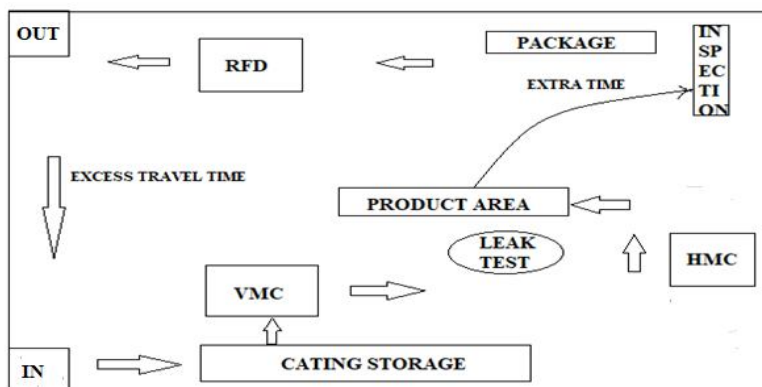 OUT
RFD
PACKAGE
IN
SP
EC
TI
ON
EXTRA TIME
EXCESS TRAVEL TIME
PRODUCT AREA
LEAK
TEST
HMC
VMC
IN
CATING STORAGE